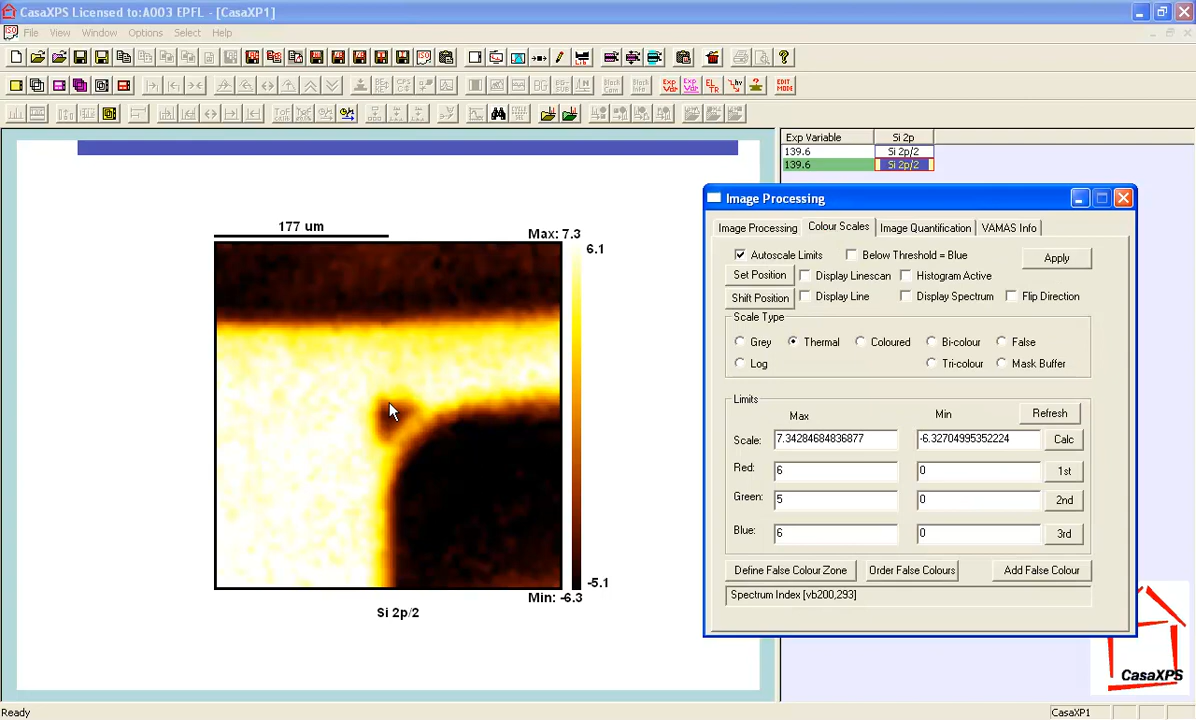 CasaXPS Licensed to:A003 EPFL - [CasaXP1]
File View Window Options Select Help
Exp Variable Si 2p
139.6 Si 2p/2
139.6 Si 2p/2
177 um
Max: 7.3
6.1
-5.1
Min: -6.3
Si 2p/2
Image Processing
Image Processing Colour Scales Image Quantification VAMAS Info
Autoscale Limits Below Threshold = Blue Apply
Set Position Display Linescan Histogram Active
Shift Position Display Line Display Spectrum Flip Direction
Scale Type
Grey Thermal Coloured Bi-colour False
Log Tri-colour Mask Buffer
Limits
Max Min Refresh
Scale: 7.34284684836877 -6.32704995352224 Calc
Red: 6 0 1st
Green: 5 0 2nd
Blue: 6 0 3rd
Define False Colour Zone Order False Colours Add False Colour
Spectrum Index [vb200,293]
CasaXPS
Ready CasaXP1